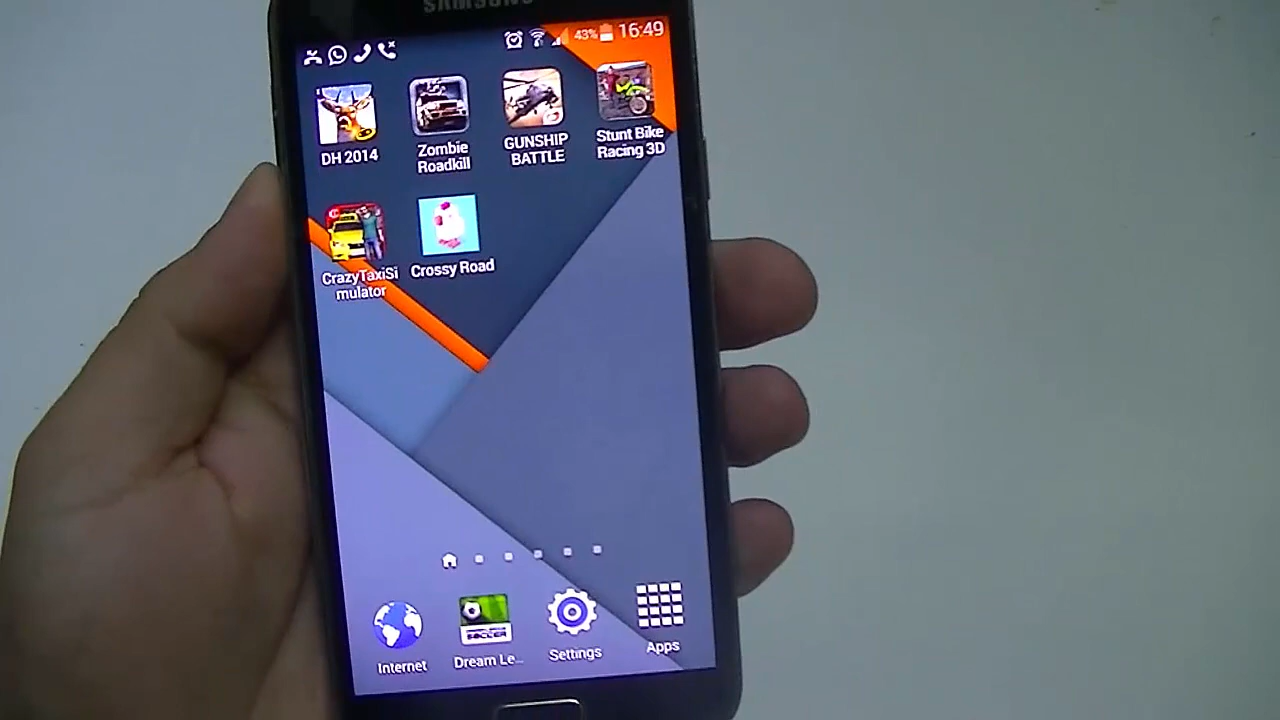 SAMSUNG
43% 16:49
DH 2014
Zombie
Roadkill
GUNSHIP
BATTLE
Stunt Bike
Racing 3D
CrazyTaxiSi
mulator
Crossy Road
SOCCER
Internet
Dream Le...
Settings
Apps